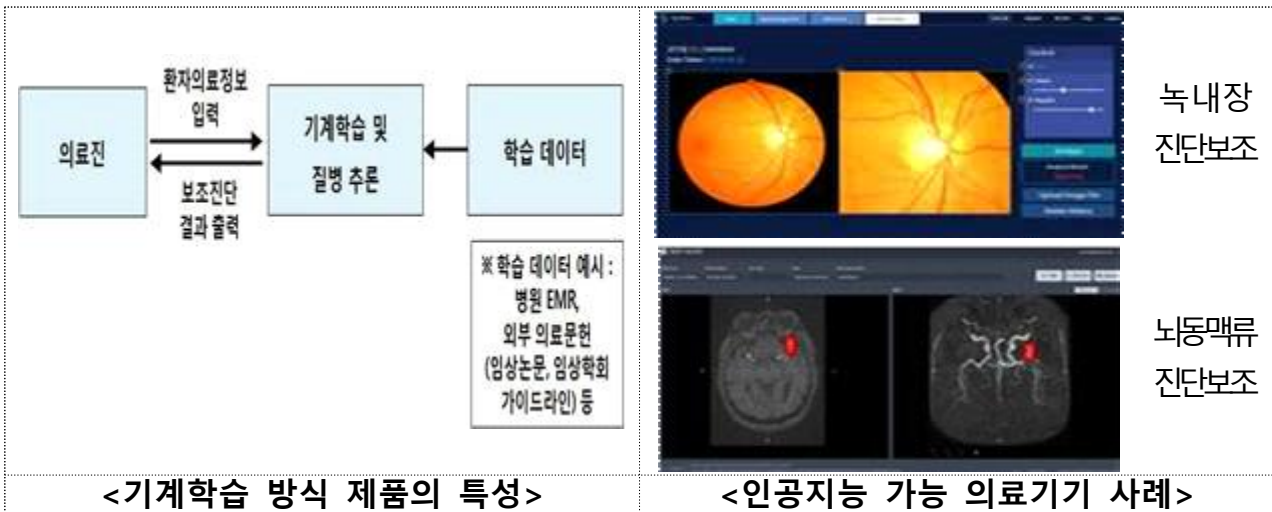 의료진
환자의료정보
입력
보조진단
결과 출력
기계학습 및
질병 추론
학습 데이터
※ 학습 데이터 예시 :
병원 EMR,
외부 의료문헌
(임상논문, 임상학회
가이드라인) 등
녹내장
진단보조
뇌동맥류
진단보조
<기계학습 방식 제품의 특성>
<인공지능 가능 의료기기 사례>